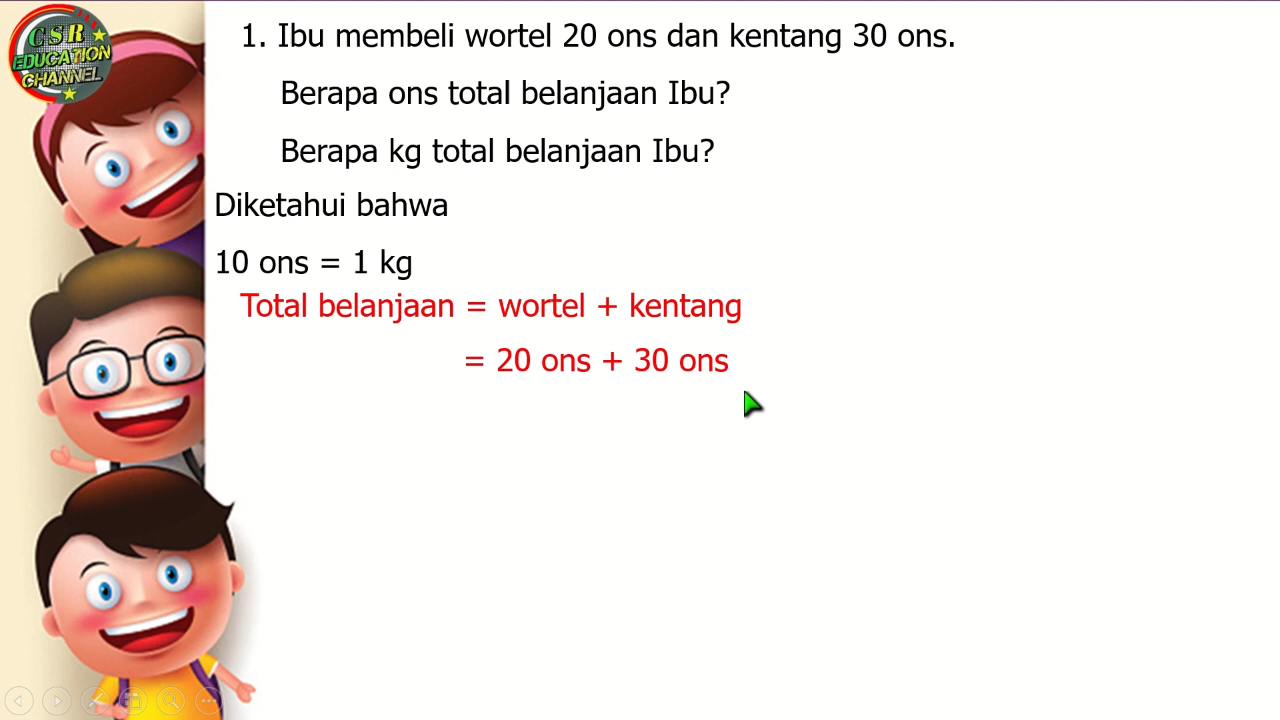 CSR
EDUCATION
CHANNEL
1. Ibu membeli wortel 20 ons dan kentang 30 ons.
Berapa ons total belanjaan Ibu?
Berapa kg total belanjaan Ibu?
Diketahui bahwa
10 ons = 1 kg
Total belanjaan = wortel + kentang
= 20 ons + 30 ons